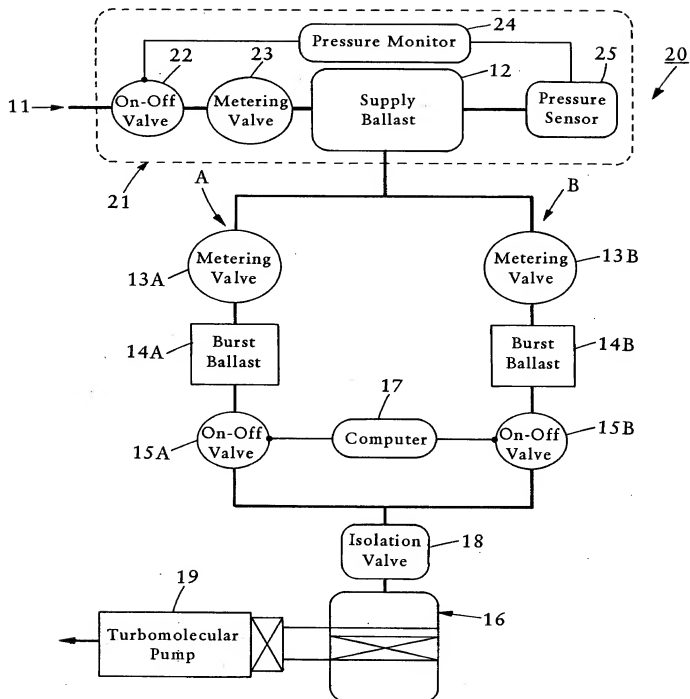 24
Pressure Monitor
22
23
12
25
20
11
On-Off
Valve
Metering
Valve
Supply
Ballast
Pressure
Sensor
21
A
B
Metering
Valve
13A
Metering
Valve
13B
Burst
Ballast
14A
Burst
Ballast
14B
17
On-Off
Valve
15A
Computer
On-Off
Valve
15B
Isolation
Valve
18
19
16
Turbomolecular
Pump